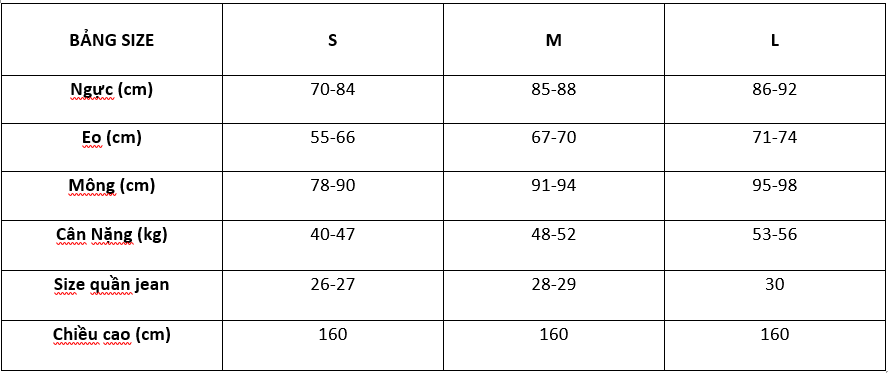 BẢNG SIZE S M L
Ngực (cm) 70-84 85-88 86-92
Eo (cm) 55-66 67-70 71-74
Mông (cm) 78-90 91-94 95-98
Cân Nặng (kg) 40-47 48-52 53-56
Size quần jean 26-27 28-29 30
Chiều cao (cm) 160 160 160